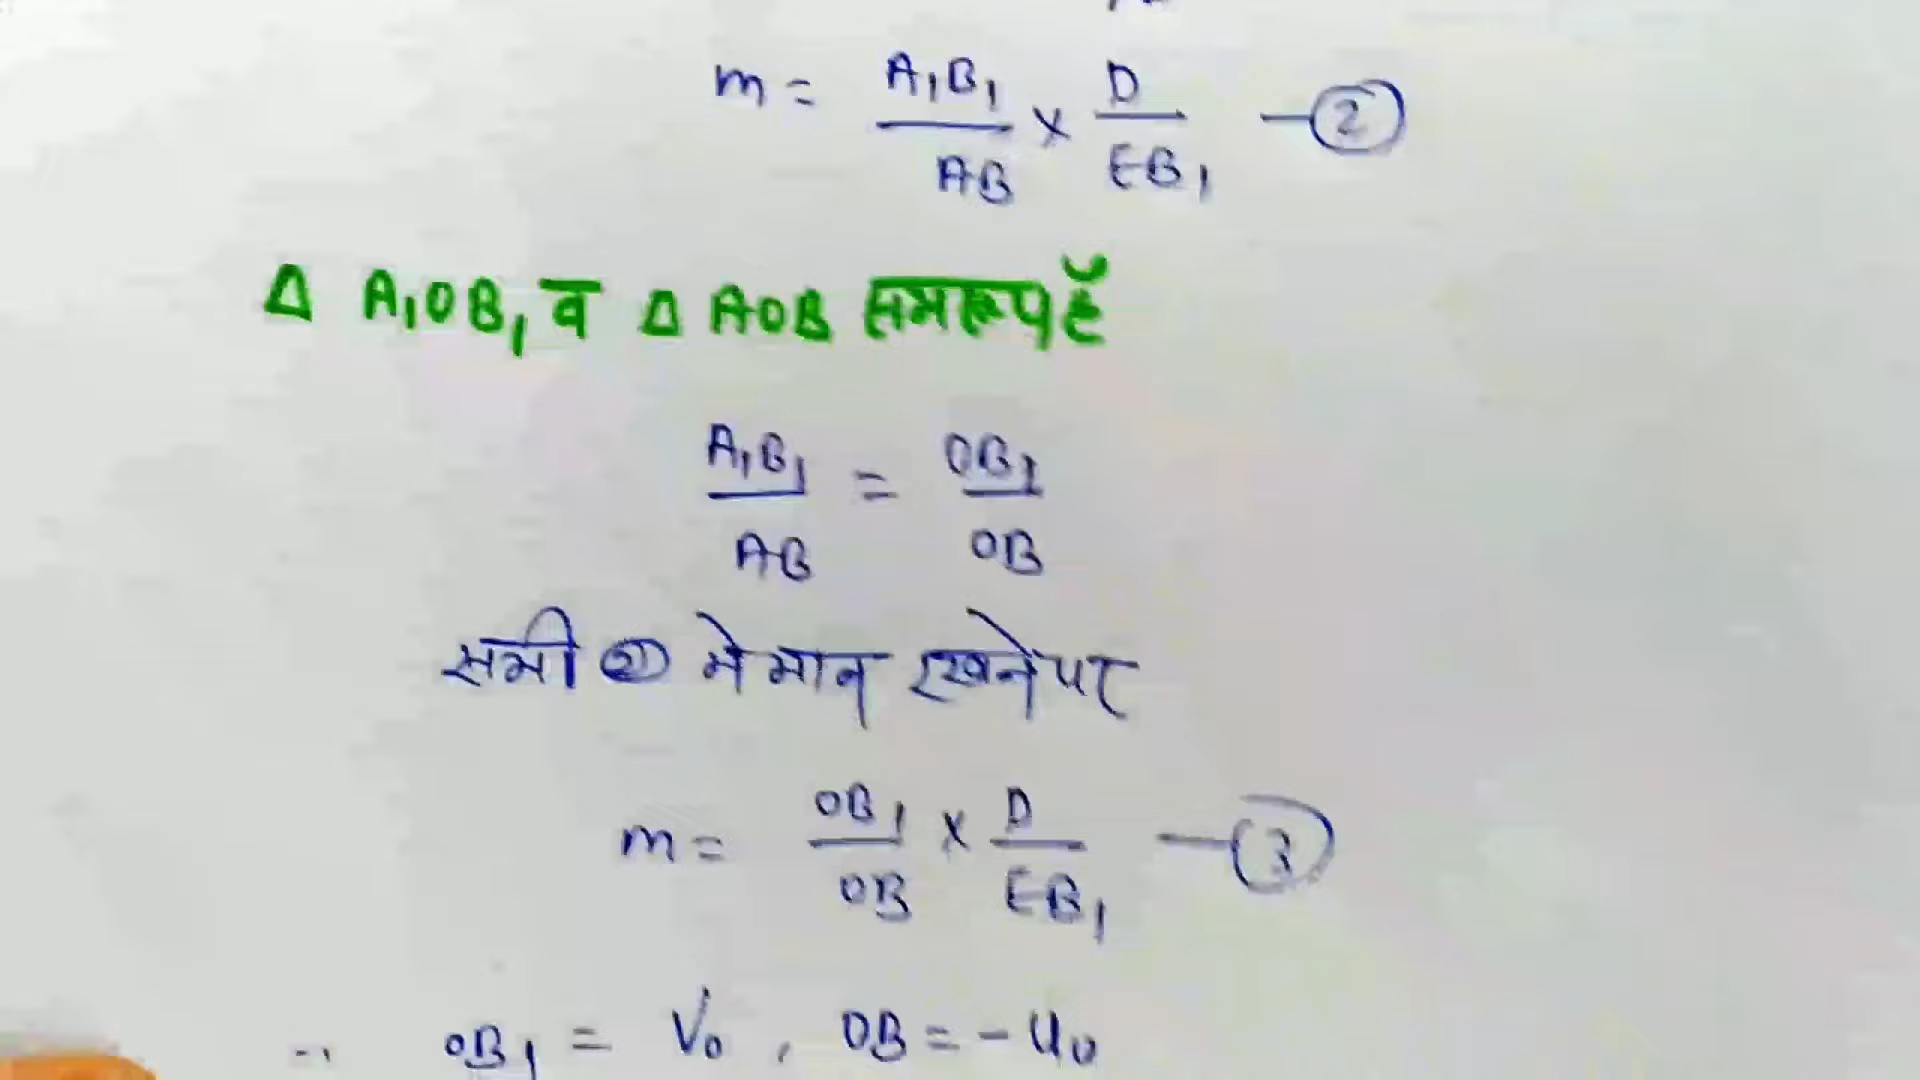 m = A₁B₁/AB × D/EB₁ —②
Δ A₁OB₁ व Δ AOB समरूप हैं
A₁B₁/AB = OB₁/OB
समी ② मे मान रखने पर
m = OB₁/OB × D/EB₁ —③
∵ OB₁ = V₀, OB = -u₀